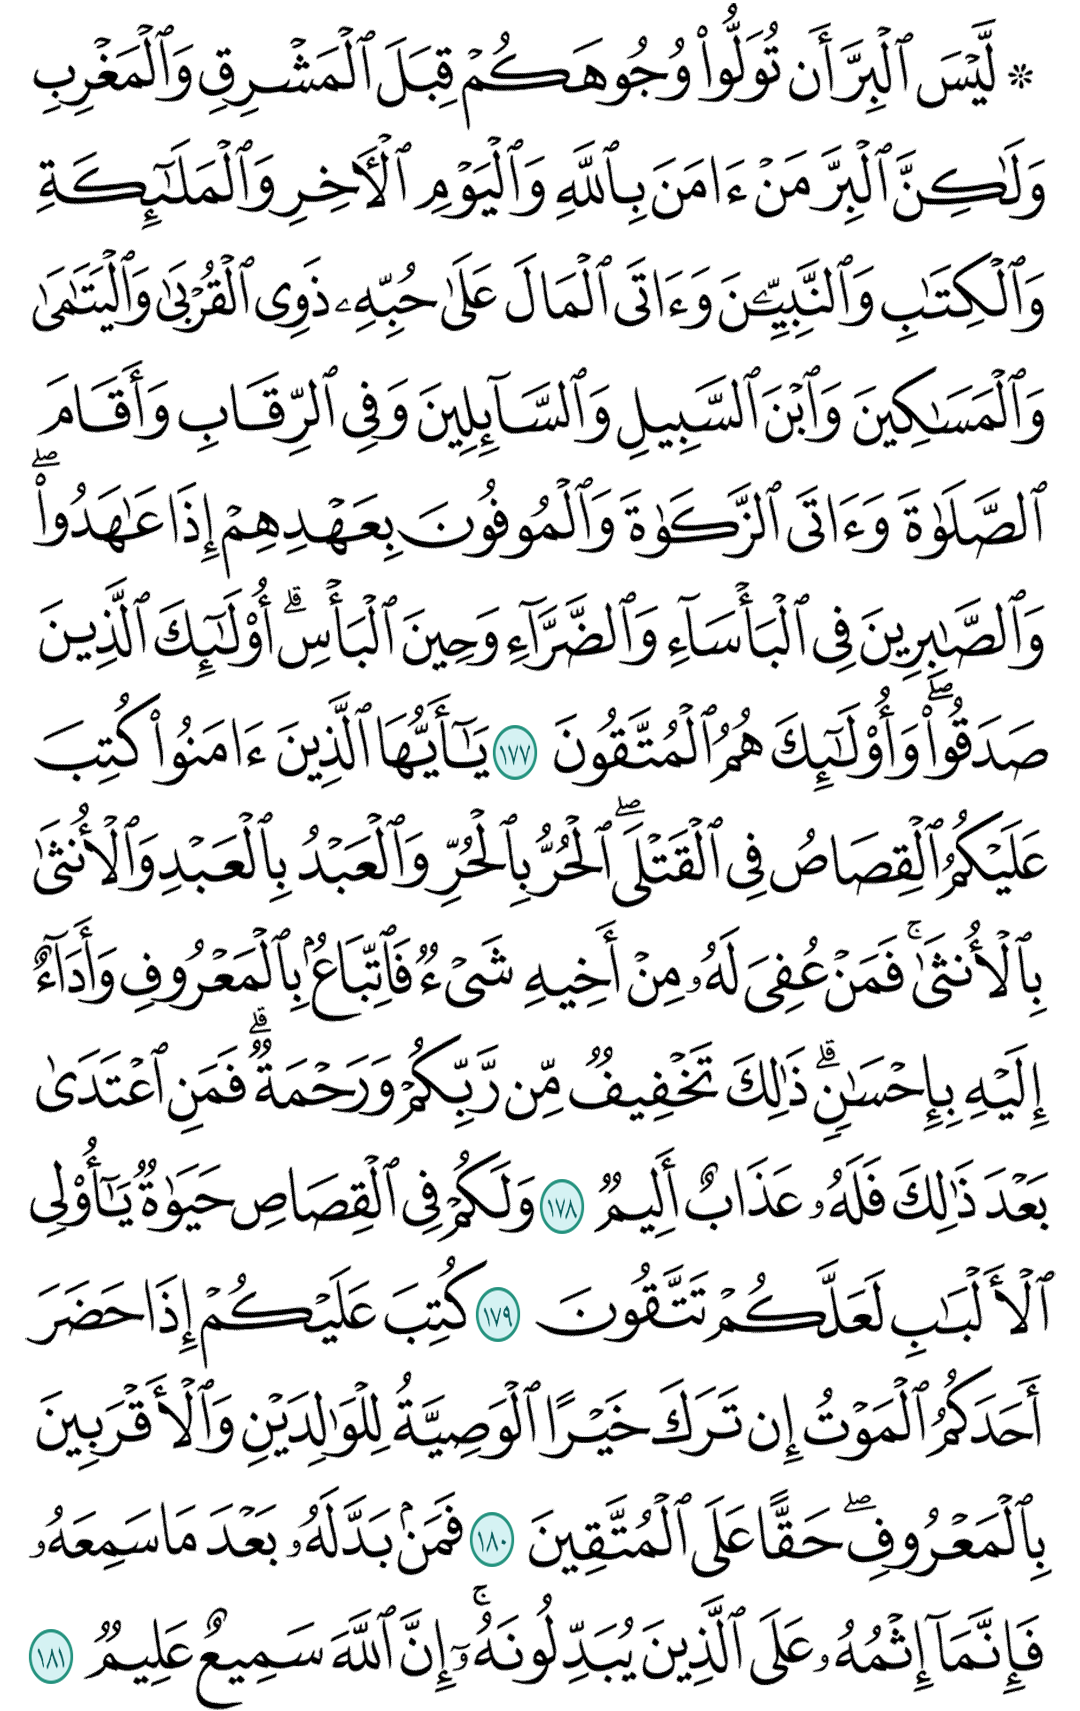 ۞ لَّيْسَ ٱلْبِرَّ أَن تُوَلُّوا۟ وُجُوهَكُمْ قِبَلَ ٱلْمَشْرِقِ وَٱلْمَغْرِبِ
وَلَـٰكِنَّ ٱلْبِرَّ مَنْ ءَامَنَ بِٱللَّهِ وَٱلْيَوْمِ ٱلْـَٔاخِرِ وَٱلْمَلَـٰٓئِكَةِ
وَٱلْكِتَـٰبِ وَٱلنَّبِيِّـۧنَ وَءَاتَى ٱلْمَالَ عَلَىٰ حُبِّهِۦ ذَوِى ٱلْقُرْبَىٰ وَٱلْيَتَـٰمَىٰ
وَٱلْمَسَـٰكِينَ وَٱبْنَ ٱلسَّبِيلِ وَٱلسَّآئِلِينَ وَفِى ٱلرِّقَابِ وَأَقَامَ
ٱلصَّلَوٰةَ وَءَاتَى ٱلزَّكَوٰةَ وَٱلْمُوفُونَ بِعَهْدِهِمْ إِذَا عَـٰهَدُوا۟ ۖ
وَٱلصَّـٰبِرِينَ فِى ٱلْبَأْسَآءِ وَٱلضَّرَّآءِ وَحِينَ ٱلْبَأْسِ ۗ أُو۟لَـٰٓئِكَ ٱلَّذِينَ
صَدَقُوا۟ ۖ وَأُو۟لَـٰٓئِكَ هُمُ ٱلْمُتَّقُونَ ١٧٧ يَـٰٓأَيُّهَا ٱلَّذِينَ ءَامَنُوا۟ كُتِبَ
عَلَيْكُمُ ٱلْقِصَاصُ فِى ٱلْقَتْلَى ۖ ٱلْحُرُّ بِٱلْحُرِّ وَٱلْعَبْدُ بِٱلْعَبْدِ وَٱلْأُنثَىٰ
بِٱلْأُنثَىٰ ۚ فَمَنْ عُفِىَ لَهُۥ مِنْ أَخِيهِ شَىْءٌ فَٱتِّبَاعٌۢ بِٱلْمَعْرُوفِ وَأَدَآءٌ
إِلَيْهِ بِإِحْسَـٰنٍ ۗ ذَٰلِكَ تَخْفِيفٌ مِّن رَّبِّكُمْ وَرَحْمَةٌ ۗ فَمَنِ ٱعْتَدَىٰ
بَعْدَ ذَٰلِكَ فَلَهُۥ عَذَابٌ أَلِيمٌ ١٧٨ وَلَكُمْ فِى ٱلْقِصَاصِ حَيَوٰةٌ يَـٰٓأُو۟لِى
ٱلْأَلْبَـٰبِ لَعَلَّكُمْ تَتَّقُونَ ١٧٩ كُتِبَ عَلَيْكُمْ إِذَا حَضَرَ
أَحَدَكُمُ ٱلْمَوْتُ إِن تَرَكَ خَيْرًا ٱلْوَصِيَّةُ لِلْوَٰلِدَيْنِ وَٱلْأَقْرَبِينَ
بِٱلْمَعْرُوفِ ۖ حَقًّا عَلَى ٱلْمُتَّقِينَ ١٨٠ فَمَنۢ بَدَّلَهُۥ بَعْدَ مَا سَمِعَهُۥ
فَإِنَّمَآ إِثْمُهُۥ عَلَى ٱلَّذِينَ يُبَدِّلُونَهُۥٓ ۚ إِنَّ ٱللَّهَ سَمِيعٌ عَلِيمٌ ١٨١